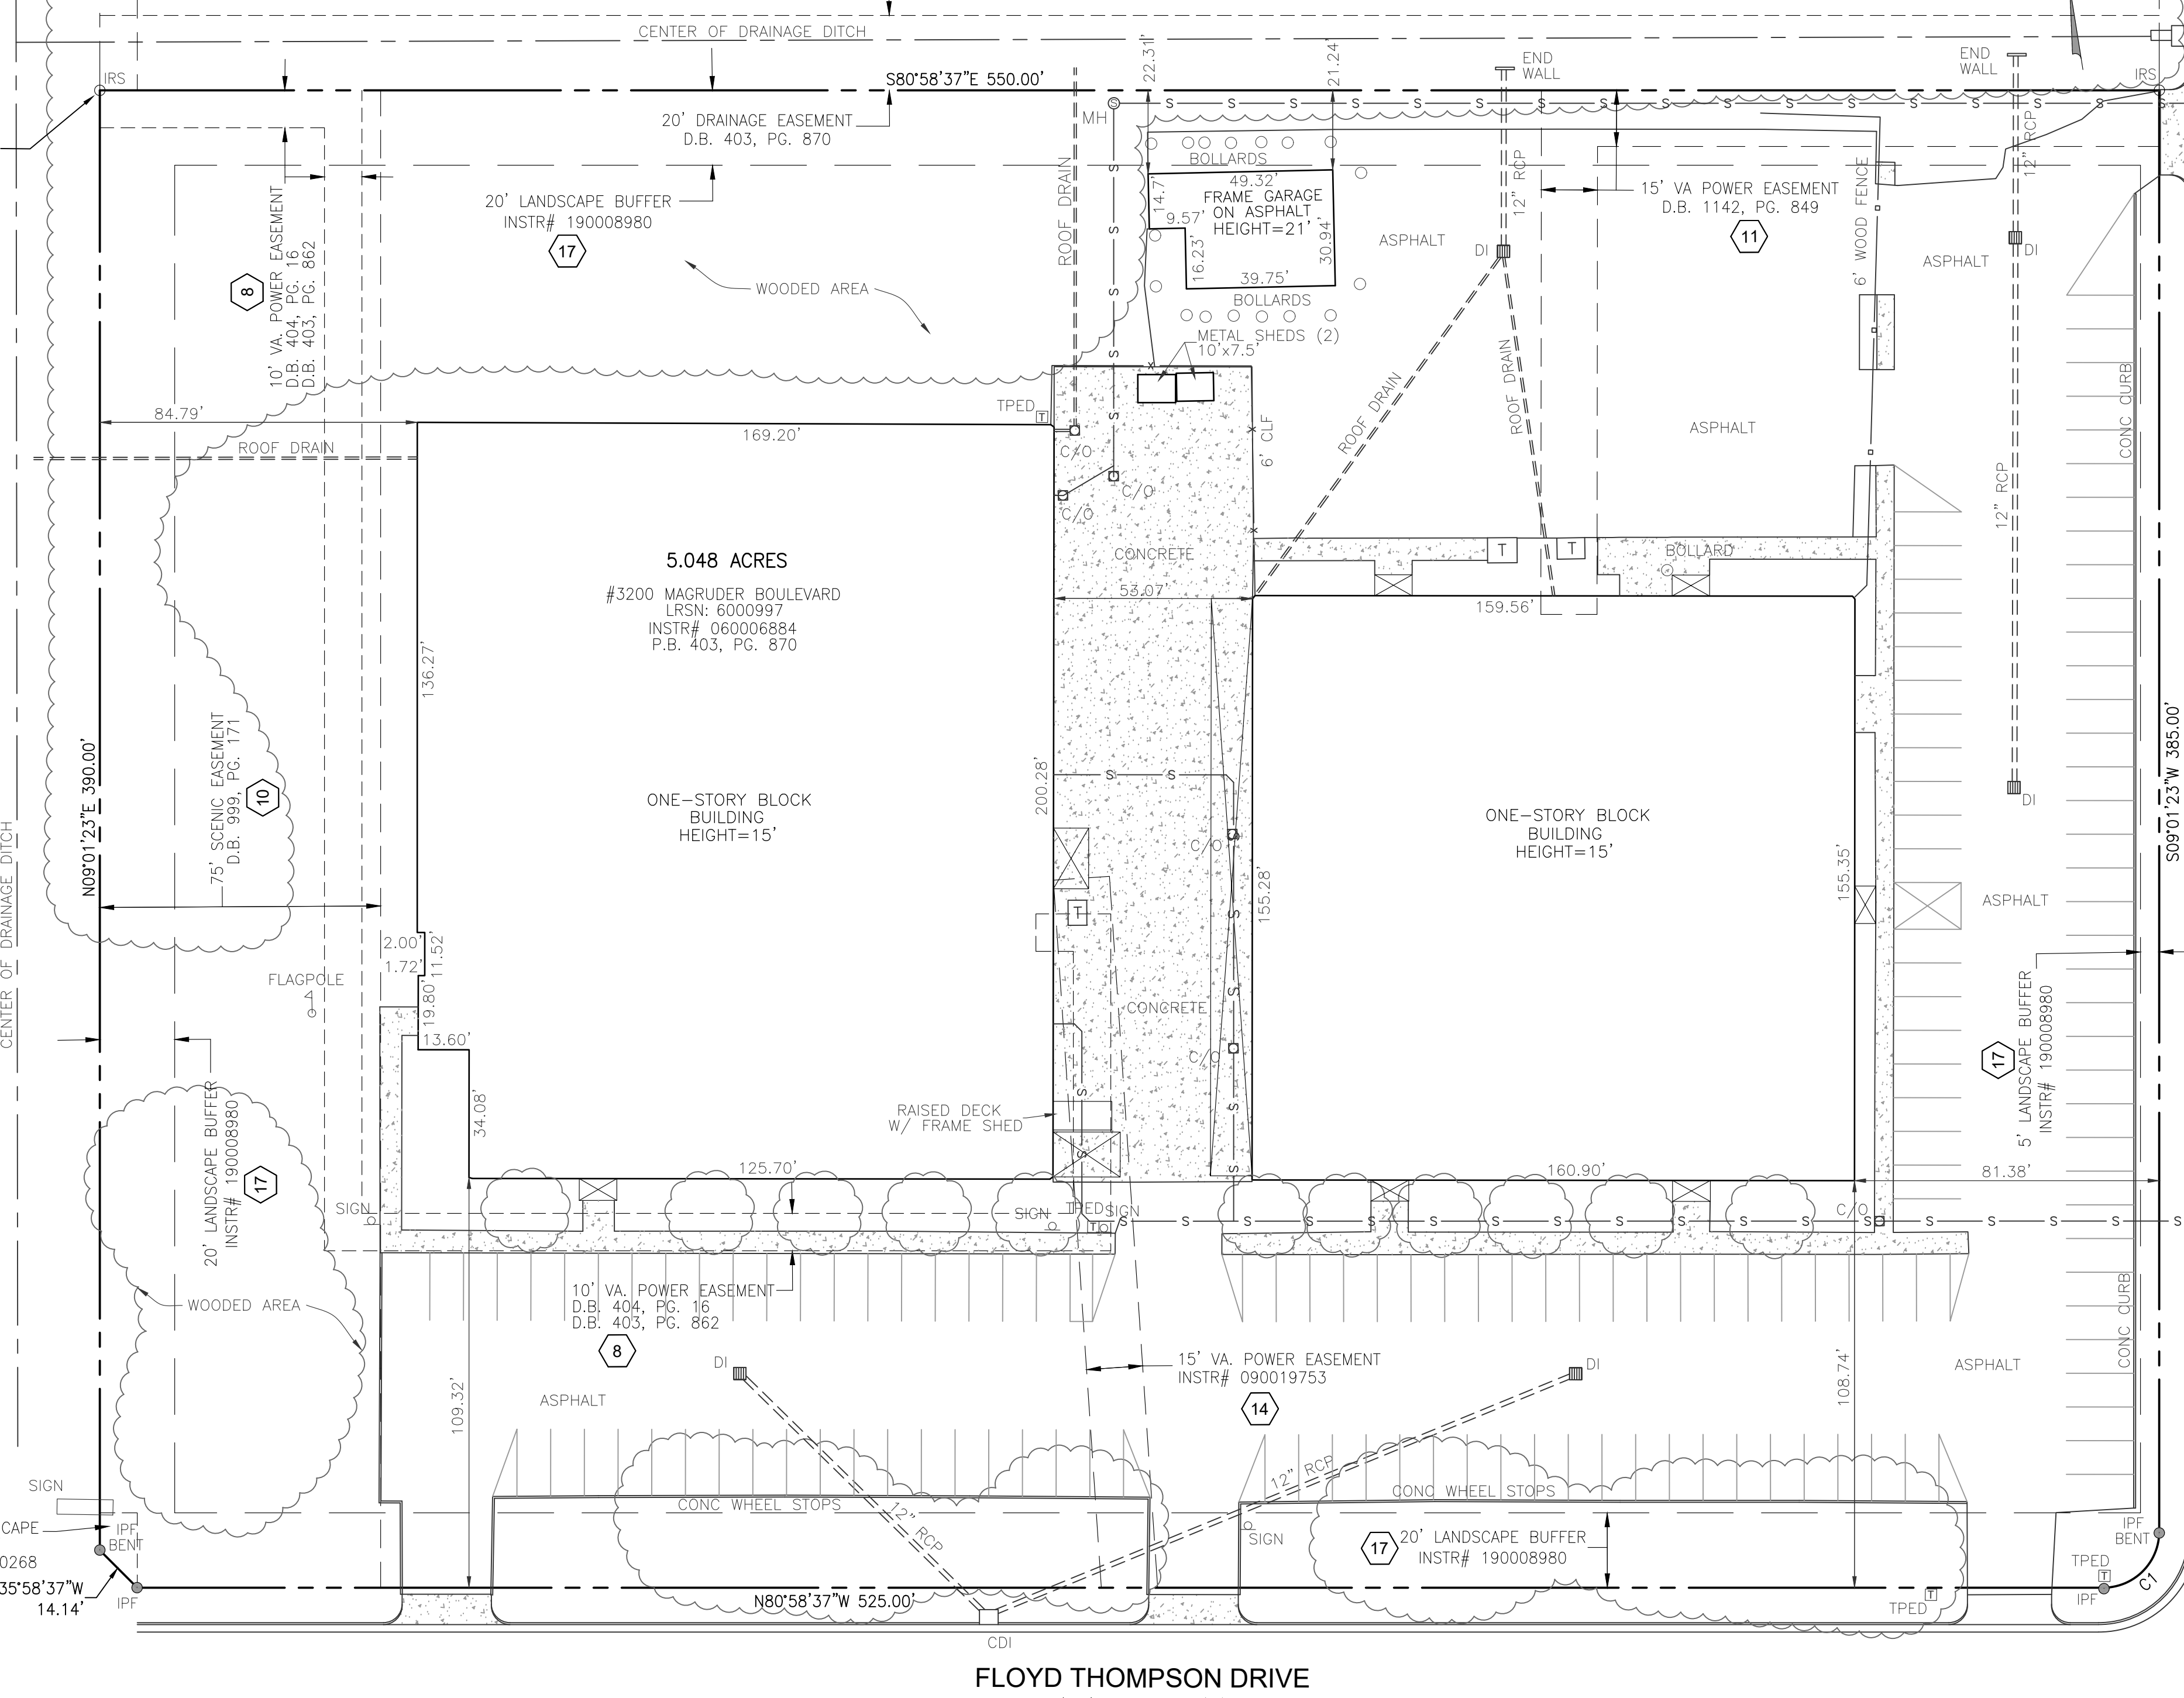 CENTER OF DRAINAGE DITCH
IRS
S80°58'37"E 550.00'
22.31'
21.24'
END
WALL
END
WALL
IRS
MH
20' DRAINAGE EASEMENT
D.B. 403, PG. 870
20' LANDSCAPE BUFFER
INSTR# 190008980
17
10' VA. POWER EASEMENT
D.B. 404, PG. 16
D.B. 403, PG. 862
8
WOODED AREA
ROOF DRAIN
BOLLARDS
49.32'
FRAME GARAGE
ON ASPHALT
HEIGHT=21'
14.7'
9.57'
16.23'
30.94'
39.75'
BOLLARDS
METAL SHEDS (2)
10'x7.5'
ASPHALT
12" RCP
DI
15' VA POWER EASEMENT
D.B. 1142, PG. 849
11
6' WOOD FENCE
ASPHALT
12" RCP
DI
84.79'
ROOF DRAIN
169.20'
TPED
T
C/O
C/O
C/O
6' CLF
ROOF DRAIN
ROOF DRAIN
ASPHALT
CONC CURB
12" RCP
5.048 ACRES
#3200 MAGRUDER BOULEVARD
LRSN: 6000997
INSTR# 060006884
P.B. 403, PG. 870
CONCRETE
53.07'
T
T
BOLLARD
159.56'
136.27'
N09°01'23"E 390.00'
75' SCENIC EASEMENT
D.B. 999, PG. 171
10
CENTER OF DRAINAGE DITCH
ONE-STORY BLOCK
BUILDING
HEIGHT=15'
200.28'
C/O
155.28'
ONE-STORY BLOCK
BUILDING
HEIGHT=15'
155.35'
DI
S09°01'23"W 385.00'
ASPHALT
T
2.00'
11.52'
1.72'
19.80'
13.60'
FLAGPOLE
CONCRETE
C/O
20' LANDSCAPE BUFFER
INSTR# 190008980
17
34.08'
RAISED DECK
W/ FRAME SHED
5' LANDSCAPE BUFFER
INSTR# 190008980
17
125.70'
160.90'
81.38'
SIGN
SIGN
TPED
T
SIGN
C/O
WOODED AREA
10' VA. POWER EASEMENT
D.B. 404, PG. 16
D.B. 403, PG. 862
8
109.32'
DI
ASPHALT
15' VA. POWER EASEMENT
INSTR# 090019753
14
DI
108.74'
ASPHALT
CONC CURB
SIGN
CONC WHEEL STOPS
12" RCP
12" RCP
CONC WHEEL STOPS
SIGN
17
20' LANDSCAPE BUFFER
INSTR# 190008980
CAPE
IPF
BENT
0268
35°58'37"W
14.14'
IPF
N80°58'37"W 525.00'
CDI
IPF
BENT
TPED
T
IPF
C1
TPED
T
FLOYD THOMPSON DRIVE